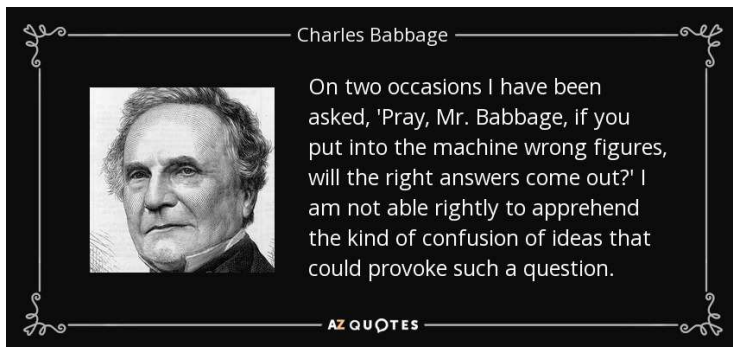 Charles Babbage
On two occasions I have been
asked, 'Pray, Mr. Babbage, if you
put into the machine wrong figures,
will the right answers come out?' I
am not able rightly to apprehend
the kind of confusion of ideas that
could provoke such a question.
AZ QUOTES